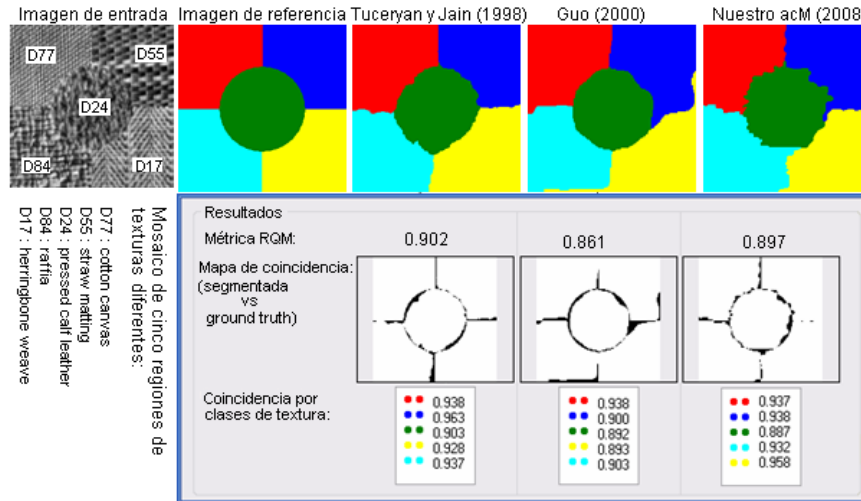 Imagen de entrada
Imagen de referencia
Tuceryan y Jain (1998)
Guo (2000)
Nuestro acM (2008)
D77
D55
D24
D84
D17
Mosaico de cinco regiones de
texturas diferentes:
D77 : cotton canvas
D55 : straw matting
D24 : pressed calf leather
D84 : raffia
D17 : herringbone weave
Resultados
Métrica RQM:
0.902
0.861
0.897
Mapa de coincidencia:
(segmentada
vs
ground truth)
Coincidencia por
clases de textura:
0.938
0.963
0.903
0.928
0.937
0.938
0.900
0.892
0.893
0.903
0.937
0.938
0.887
0.932
0.958